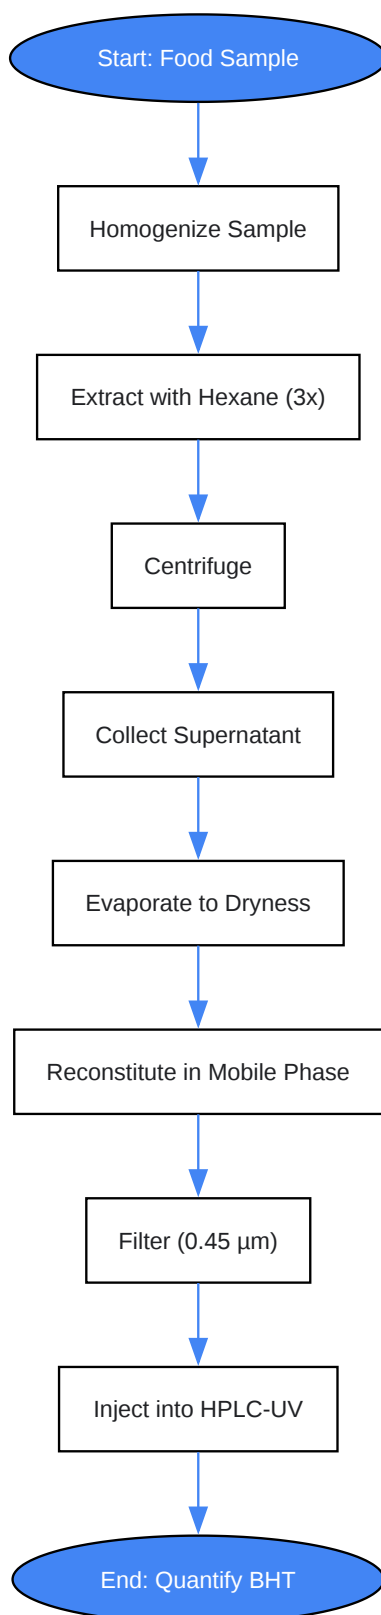 Start: Food Sample
Homogenize Sample
Extract with Hexane (3x)
Centrifuge
Collect Supernatant
Evaporate to Dryness
Reconstitute in Mobile Phase
Filter (0.45 µm)
Inject into HPLC-UV
End: Quantify BHT